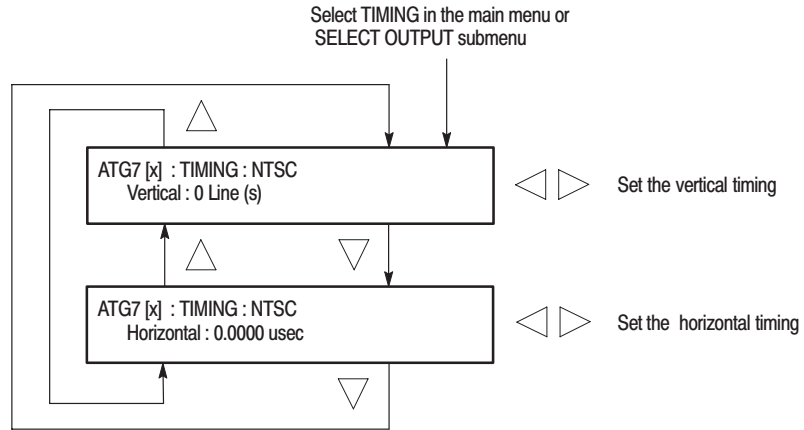 Select TIMING in the main menu or
SELECT OUTPUT submenu
ATG7 [x] : TIMING : NTSC
Vertical : 0 Line (s)
Set the vertical timing
ATG7 [x] : TIMING : NTSC
Horizontal : 0.0000 usec
Set the horizontal timing